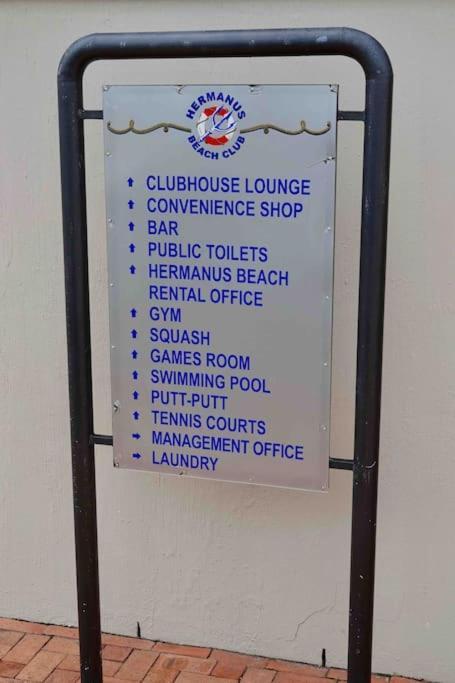 HERMANUS
BEACH CLUB
CLUBHOUSE LOUNGE
CONVENIENCE SHOP
BAR
PUBLIC TOILETS
HERMANUS BEACH
RENTAL OFFICE
GYM
SQUASH
GAMES ROOM
SWIMMING POOL
PUTT-PUTT
TENNIS COURTS
MANAGEMENT OFFICE
LAUNDRY